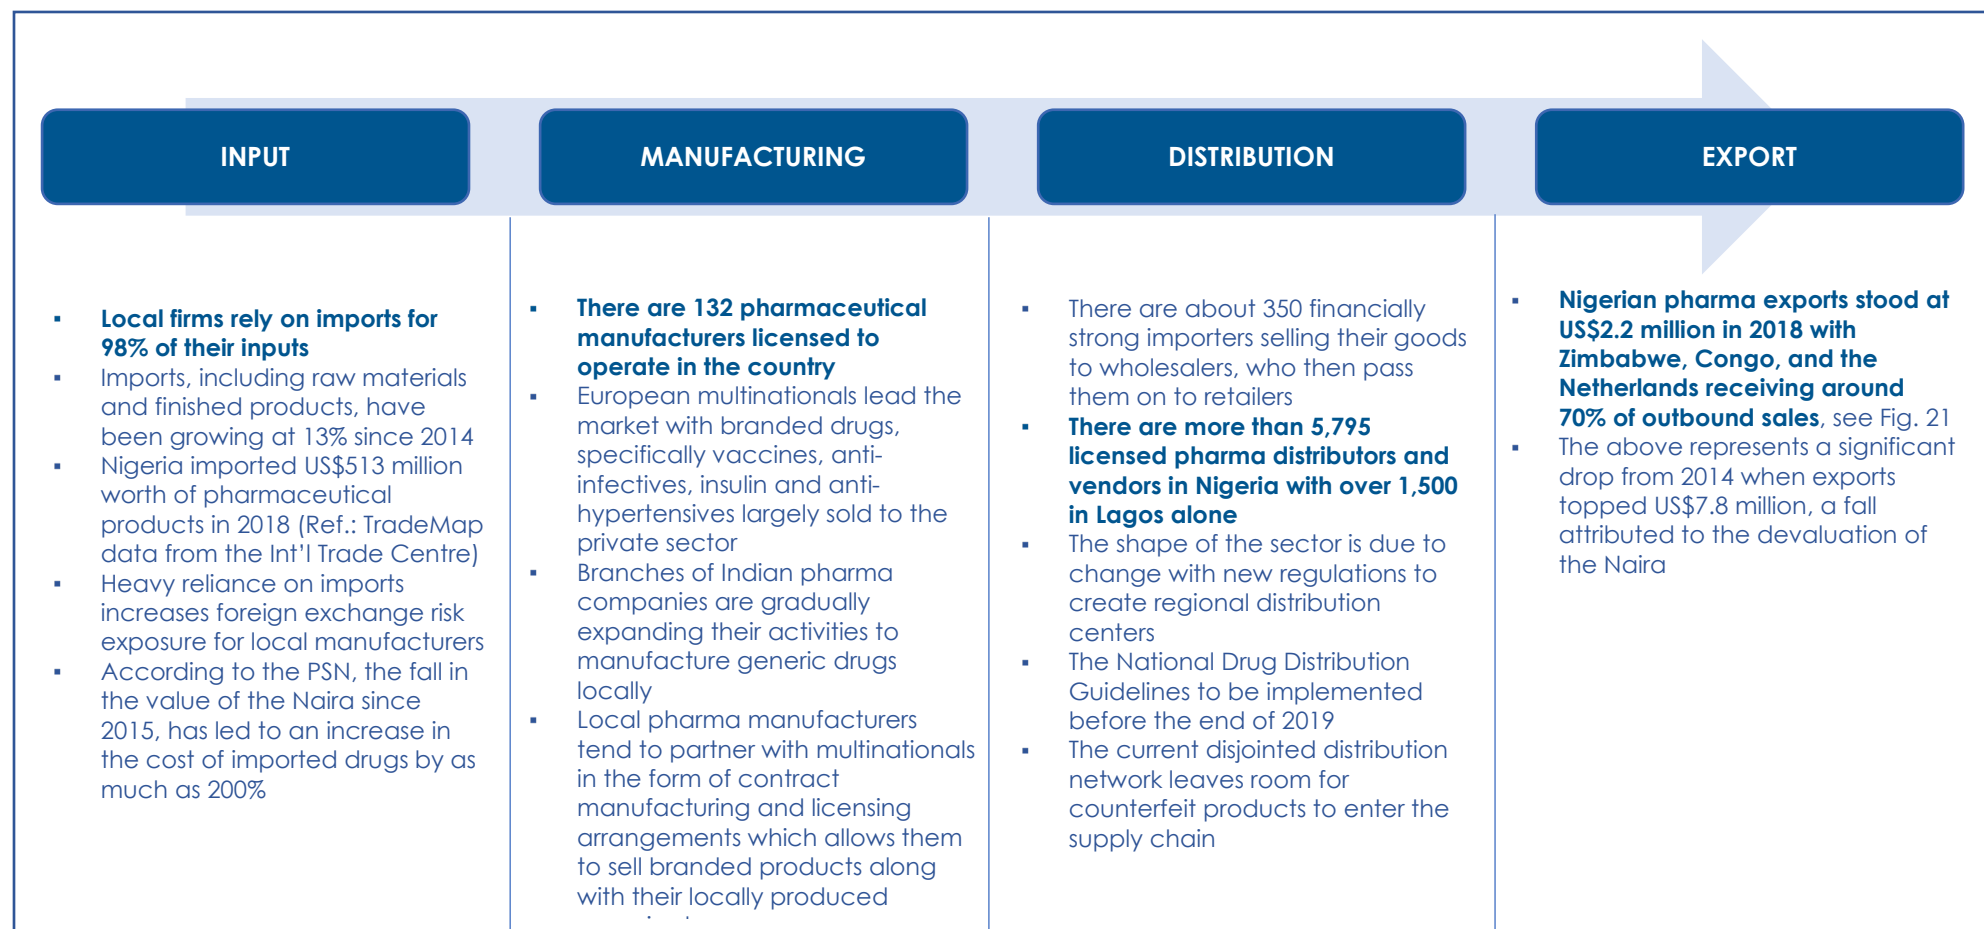 INPUT
MANUFACTURING
DISTRIBUTION
EXPORT
▪ Local firms rely on imports for
98% of their inputs
▪ Imports, including raw materials
and finished products, have
been growing at 13% since 2014
▪ Nigeria imported US$513 million
worth of pharmaceutical
products in 2018 (Ref.: TradeMap
data from the Int'l Trade Centre)
▪ Heavy reliance on imports
increases foreign exchange risk
exposure for local manufacturers
▪ According to the PSN, the fall in
the value of the Naira since
2015, has led to an increase in
the cost of imported drugs by as
much as 200%
▪ There are 132 pharmaceutical
manufacturers licensed to
operate in the country
▪ European multinationals lead the
market with branded drugs,
specifically vaccines, anti-
infectives, insulin and anti-
hypertensives largely sold to the
private sector
▪ Branches of Indian pharma
companies are gradually
expanding their activities to
manufacture generic drugs
locally
▪ Local pharma manufacturers
tend to partner with multinationals
in the form of contract
manufacturing and licensing
arrangements which allows them
to sell branded products along
with their locally produced
▪ There are about 350 financially
strong importers selling their goods
to wholesalers, who then pass
them on to retailers
▪ There are more than 5,795
licensed pharma distributors and
vendors in Nigeria with over 1,500
in Lagos alone
▪ The shape of the sector is due to
change with new regulations to
create regional distribution
centers
▪ The National Drug Distribution
Guidelines to be implemented
before the end of 2019
▪ The current disjointed distribution
network leaves room for
counterfeit products to enter the
supply chain
▪ Nigerian pharma exports stood at
US$2.2 million in 2018 with
Zimbabwe, Congo, and the
Netherlands receiving around
70% of outbound sales, see Fig. 21
▪ The above represents a significant
drop from 2014 when exports
topped US$7.8 million, a fall
attributed to the devaluation of
the Naira